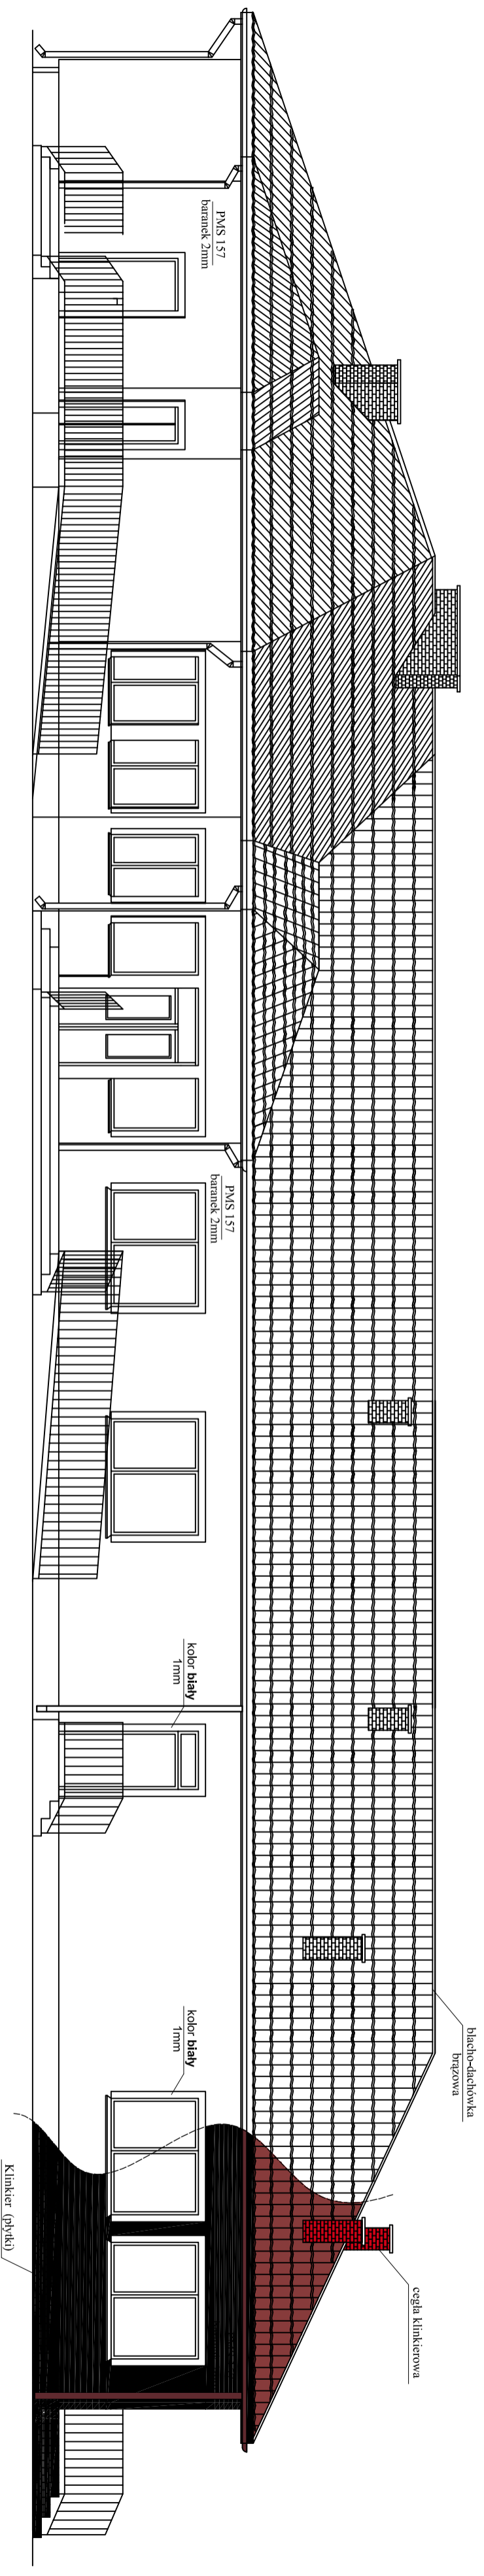 PMS 157
baranek 2mm
PMS 157
baranek 2mm
kolor biały
1mm
blacho-dachówka
brązowa
kolor biały
1mm
cegła klinkierowa
Klinkier (płytki)